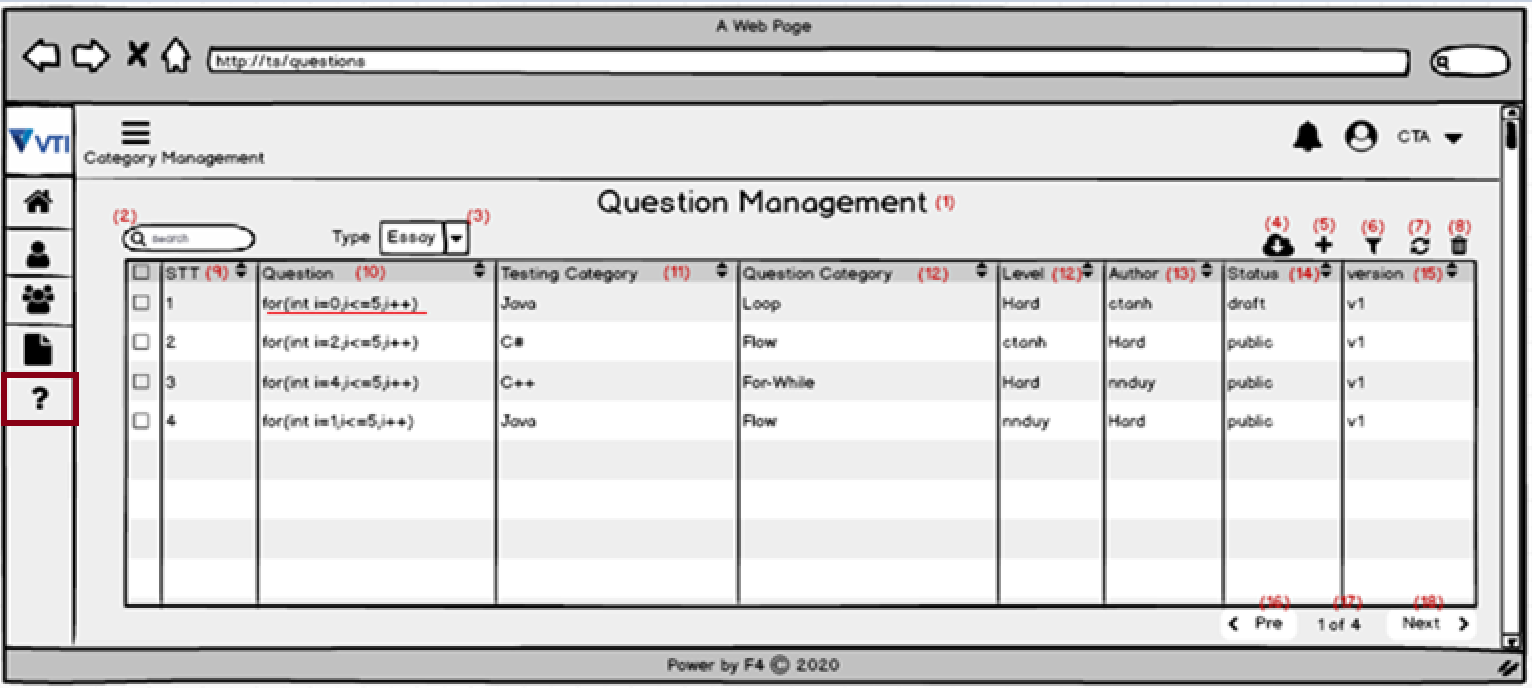 A Web Page
http://ts/questions
VTI
Category Management
CTA
Question Management (1)
(2) (3) (4) (5) (6) (7) (8)
search Type Essay
STT (9) Question (10) Testing Category (11) Question Category (12) Level (12) Author (13) Status (14) version (15)
1 for(int i=0,i<=5,i++) Java Loop Hard ctanh draft v1
2 for(int i=2,i<=5,i++) C# Flow ctanh Hard public v1
3 for(int i=4,i<=5,i++) C++ For-While Hard nnduy public v1
4 for(int i=1,i<=5,i++) Java Flow nnduy Hard public v1
(16) (17) (18)
< Pre 1 of 4 Next >
?
Power by F4 © 2020